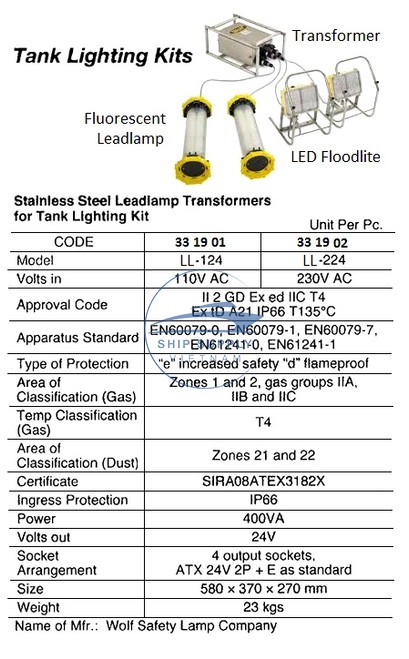 Tank Lighting Kits
Transformer
Fluorescent
Leadlamp
LED Floodlite
Stainless Steel Leadlamp Transformers
for Tank Lighting Kit
Unit Per Pc.
CODE 33 19 01 33 19 02
Model LL-124 LL-224
Volts in 110V AC 230V AC
Approval Code II 2 GD Ex ed IIC T4
Ex tD A21 IP66 T135°C
Apparatus Standard EN60079-0, EN60079-1, EN60079-7,
EN61241-0, EN61241-1
SHIP SUPPLY
VIETNAM
Type of Protection "e" increased safety "d" flameproof
Area of
Classification (Gas) Zones 1 and 2, gas groups IIA,
IIB and IIC
Temp Classification
(Gas) T4
Area of
Classification (Dust) Zones 21 and 22
Certificate SIRA08ATEX3182X
Ingress Protection IP66
Power 400VA
Volts out 24V
Socket
Arrangement 4 output sockets,
ATX 24V 2P + E as standard
Size 580 × 370 × 270 mm
Weight 23 kgs
Name of Mfr.: Wolf Safety Lamp Company